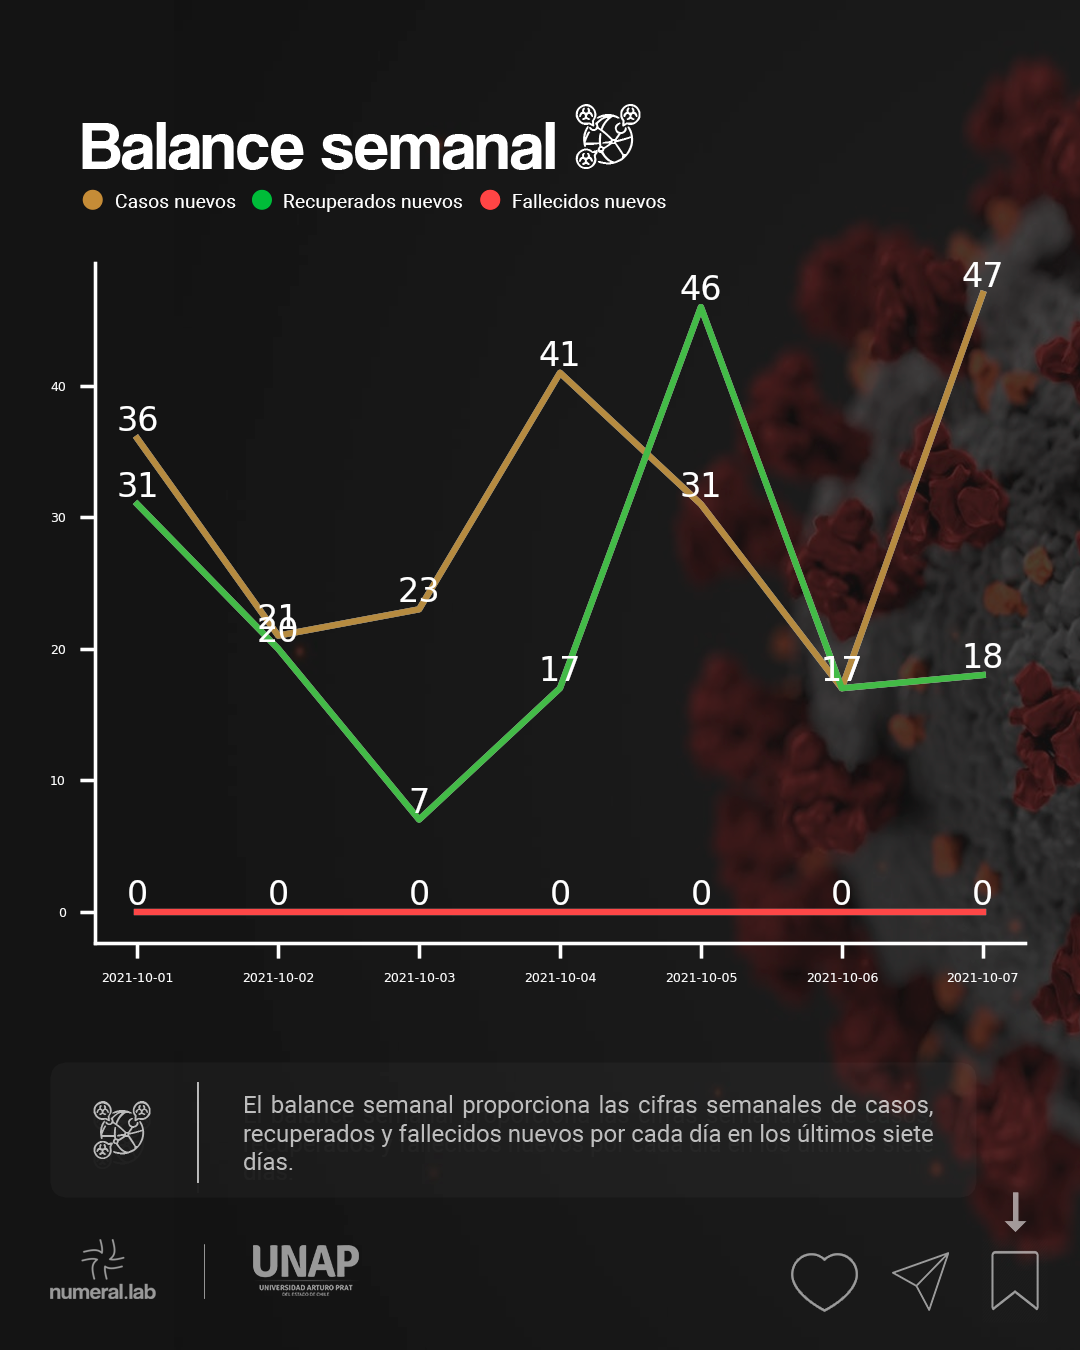 Balance semanal
Casos nuevos Recuperados nuevos Fallecidos nuevos
47
46
41
40
36
31
31
30
23
21
20
20
17
17
18
10
7
0 0 0 0 0 0 0
0
2021-10-01 2021-10-02 2021-10-03 2021-10-04 2021-10-05 2021-10-06 2021-10-07
El balance semanal proporciona las cifras semanales de casos,
recuperados y fallecidos nuevos por cada día en los últimos siete
días.
numeral.lab
UNAP
UNIVERSIDAD ARTURO PRAT
DEL ESTADO DE CHILE